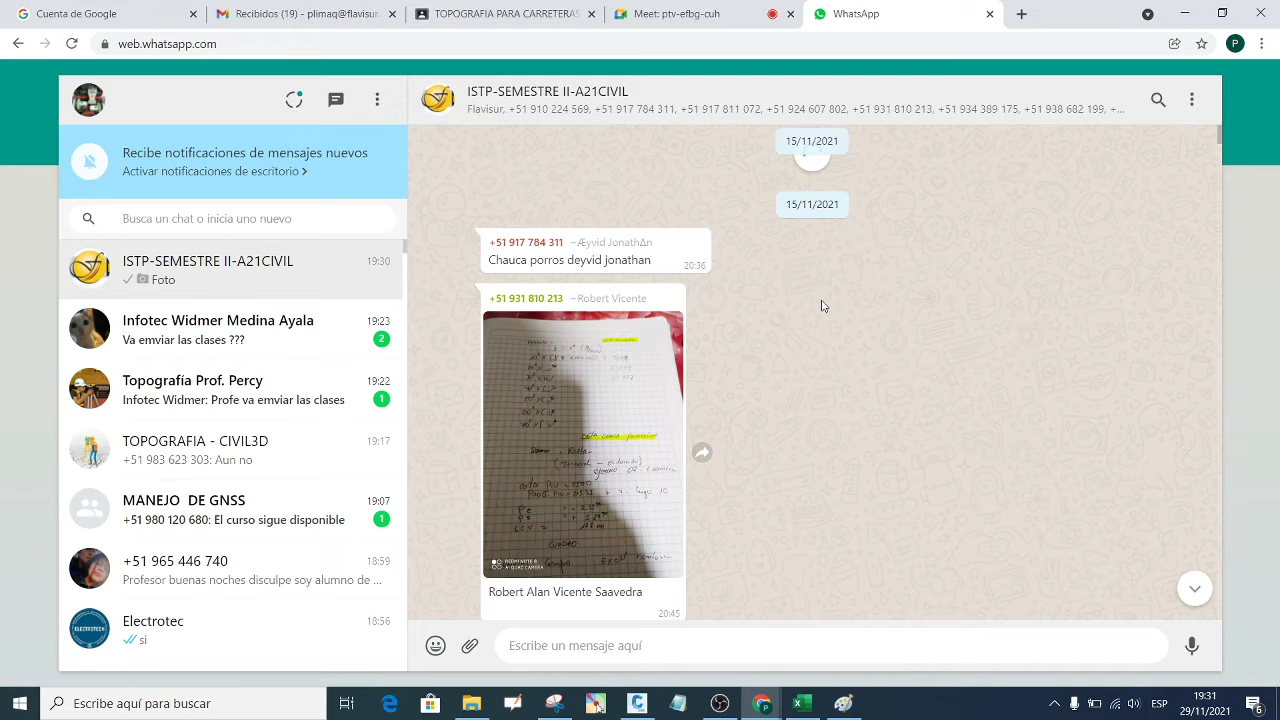 Cuenta de Google
Recibidos (19) - plimaq@flavisur.
TOPOGRAFIA PARA CARRETERAS
Meet: ptv-efbg-cuh
WhatsApp
web.whatsapp.com
P
ISTP-SEMESTRE II-A21CIVIL
Flavisur, +51 910 224 569, +51 917 784 311, +51 917 811 072, +51 924 607 802, +51 931 810 213, +51 934 389 175, +51 938 682 199, +...
Recibe notificaciones de mensajes nuevos
Activar notificaciones de escritorio >
Busca un chat o inicia uno nuevo
ISTP-SEMESTRE II-A21CIVIL 19:30
Foto
Infotec Widmer Medina Ayala 19:23
Va emviar las clases ??? 2
Topografía Prof. Percy 19:22
Infotec Widmer: Profe va emviar las clases 1
TOPOGRAFIA - CIVIL3D 19:17
+51 983 623 303: Aun no
MANEJO DE GNSS 19:07
+51 980 120 680: El curso sigue disponible 1
+51 965 446 740 18:59
Profesor buenas noches disculpe soy alumno de ...
Electrotec 18:56
si
15/11/2021
15/11/2021
+51 917 784 311 ~Æyvid JonathΔn
Chauca porros deyvid jonathan 20:36
+51 931 810 213 ~Robert Vicente
REDMI NOTE 8
AI QUAD CAMERA
Robert Alan Vicente Saavedra
20:45
Escribe un mensaje aquí
Escribe aquí para buscar
ESP
19:31
29/11/2021
6